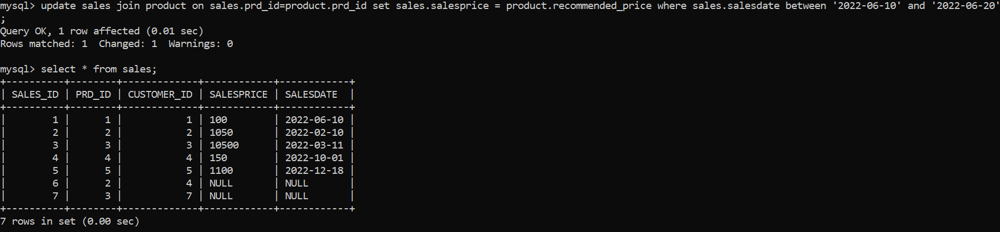 mysql> update sales join product on sales.prd_id=product.prd_id set sales.salesprice = product.recommended_price where sales.salesdate between '2022-06-10' and '2022-06-20'
;
Query OK, 1 row affected (0.01 sec)
Rows matched: 1  Changed: 1  Warnings: 0

mysql> select * from sales;
+----------+--------+-------------+------------+------------+
| SALES_ID | PRD_ID | CUSTOMER_ID | SALESPRICE | SALESDATE  |
+----------+--------+-------------+------------+------------+
|        1 |      1 |           1 | 100        | 2022-06-10 |
|        2 |      2 |           2 | 1050       | 2022-02-10 |
|        3 |      3 |           3 | 10500      | 2022-03-11 |
|        4 |      4 |           4 | 150        | 2022-10-01 |
|        5 |      5 |           5 | 1100       | 2022-12-18 |
|        6 |      2 |           4 | NULL       | NULL       |
|        7 |      3 |           7 | NULL       | NULL       |
+----------+--------+-------------+------------+------------+
7 rows in set (0.00 sec)